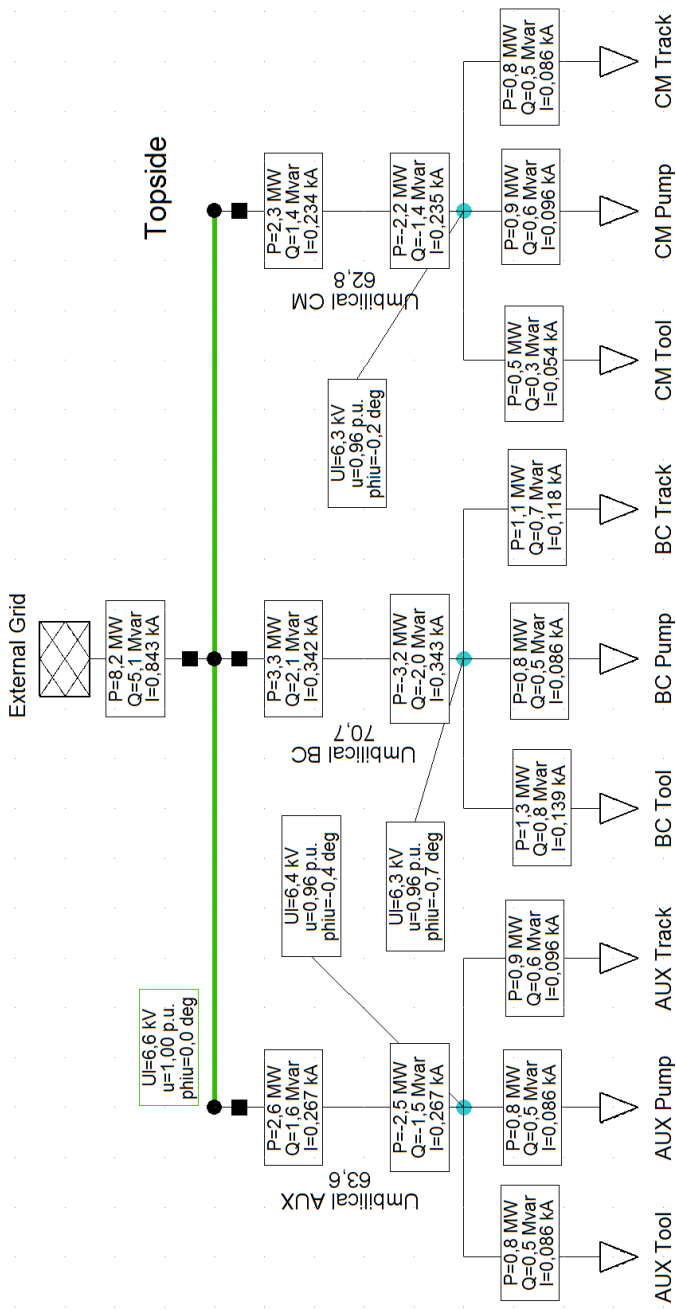 External Grid
P=8,2 MW
Q=5,1 Mvar
I=0,843 kA
Topside
Ul=6,6 kV
u=1,00 p.u.
phiu=0,0 deg
P=2,6 MW
Q=1,6 Mvar
I=0,267 kA
P=3,3 MW
Q=2,1 Mvar
I=0,342 kA
P=2,3 MW
Q=1,4 Mvar
I=0,234 kA
Umbilical AUX
63,6
Umbilical BC
70,7
Umbilical CM
62,8
P=-2,5 MW
Q=-1,5 Mvar
I=0,267 kA
P=-3,2 MW
Q=-2,0 Mvar
I=0,343 kA
P=-2,2 MW
Q=-1,4 Mvar
I=0,235 kA
Ul=6,4 kV
u=0,96 p.u.
phiu=-0,4 deg
Ul=6,3 kV
u=0,96 p.u.
phiu=-0,7 deg
Ul=6,3 kV
u=0,96 p.u.
phiu=-0,2 deg
P=0,8 MW
Q=0,5 Mvar
I=0,086 kA
P=0,8 MW
Q=0,5 Mvar
I=0,086 kA
P=0,9 MW
Q=0,6 Mvar
I=0,096 kA
P=1,3 MW
Q=0,8 Mvar
I=0,139 kA
P=0,8 MW
Q=0,5 Mvar
I=0,086 kA
P=1,1 MW
Q=0,7 Mvar
I=0,118 kA
P=0,5 MW
Q=0,3 Mvar
I=0,054 kA
P=0,9 MW
Q=0,6 Mvar
I=0,096 kA
P=0,8 MW
Q=0,5 Mvar
I=0,086 kA
AUX Tool
AUX Pump
AUX Track
BC Tool
BC Pump
BC Track
CM Tool
CM Pump
CM Track